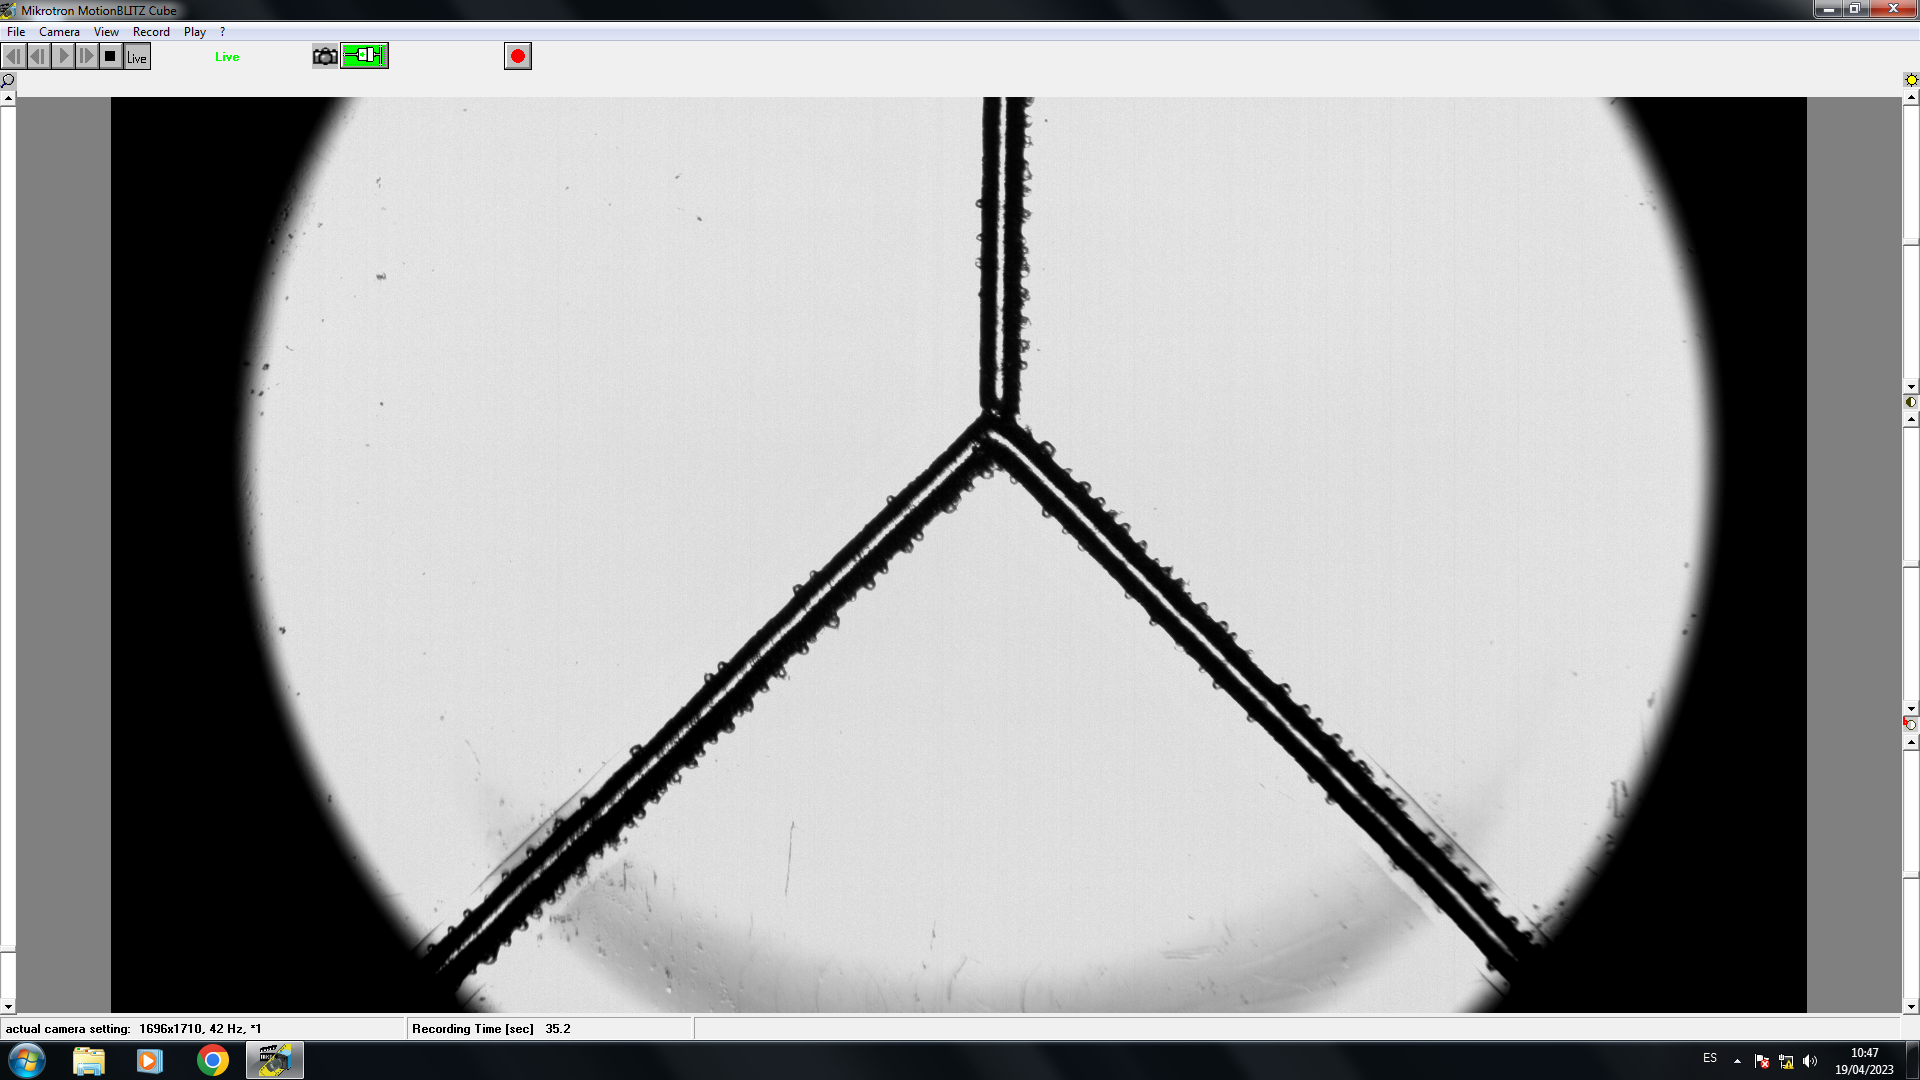 Mikrotron MotionBLITZ Cube
File Camera View Record Play ?
Live Live
actual camera setting: 1696x1710, 42 Hz, *1 Recording Time [sec] 35.2
ES 10:47
19/04/2023